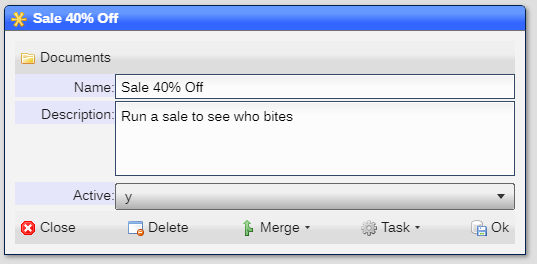 Sale 40% Off
Documents
Name: Sale 40% Off
Description: Run a sale to see who bites
Active: y
Close Delete Merge Task Ok